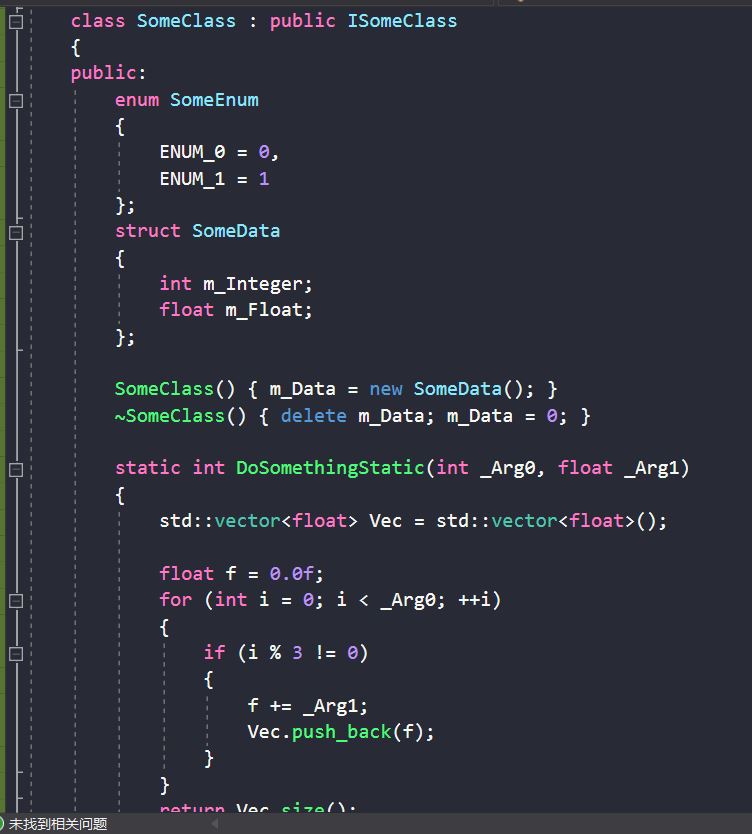 class SomeClass : public ISomeClass
{
public:
enum SomeEnum
{
ENUM_0 = 0,
ENUM_1 = 1
};
struct SomeData
{
int m_Integer;
float m_Float;
};
SomeClass() { m_Data = new SomeData(); }
~SomeClass() { delete m_Data; m_Data = 0; }
static int DoSomethingStatic(int _Arg0, float _Arg1)
{
std::vector<float> Vec = std::vector<float>();
float f = 0.0f;
for (int i = 0; i < _Arg0; ++i)
{
if (i % 3 != 0)
{
f += _Arg1;
Vec.push_back(f);
}
}
return Vec.size();
未找到相关问题